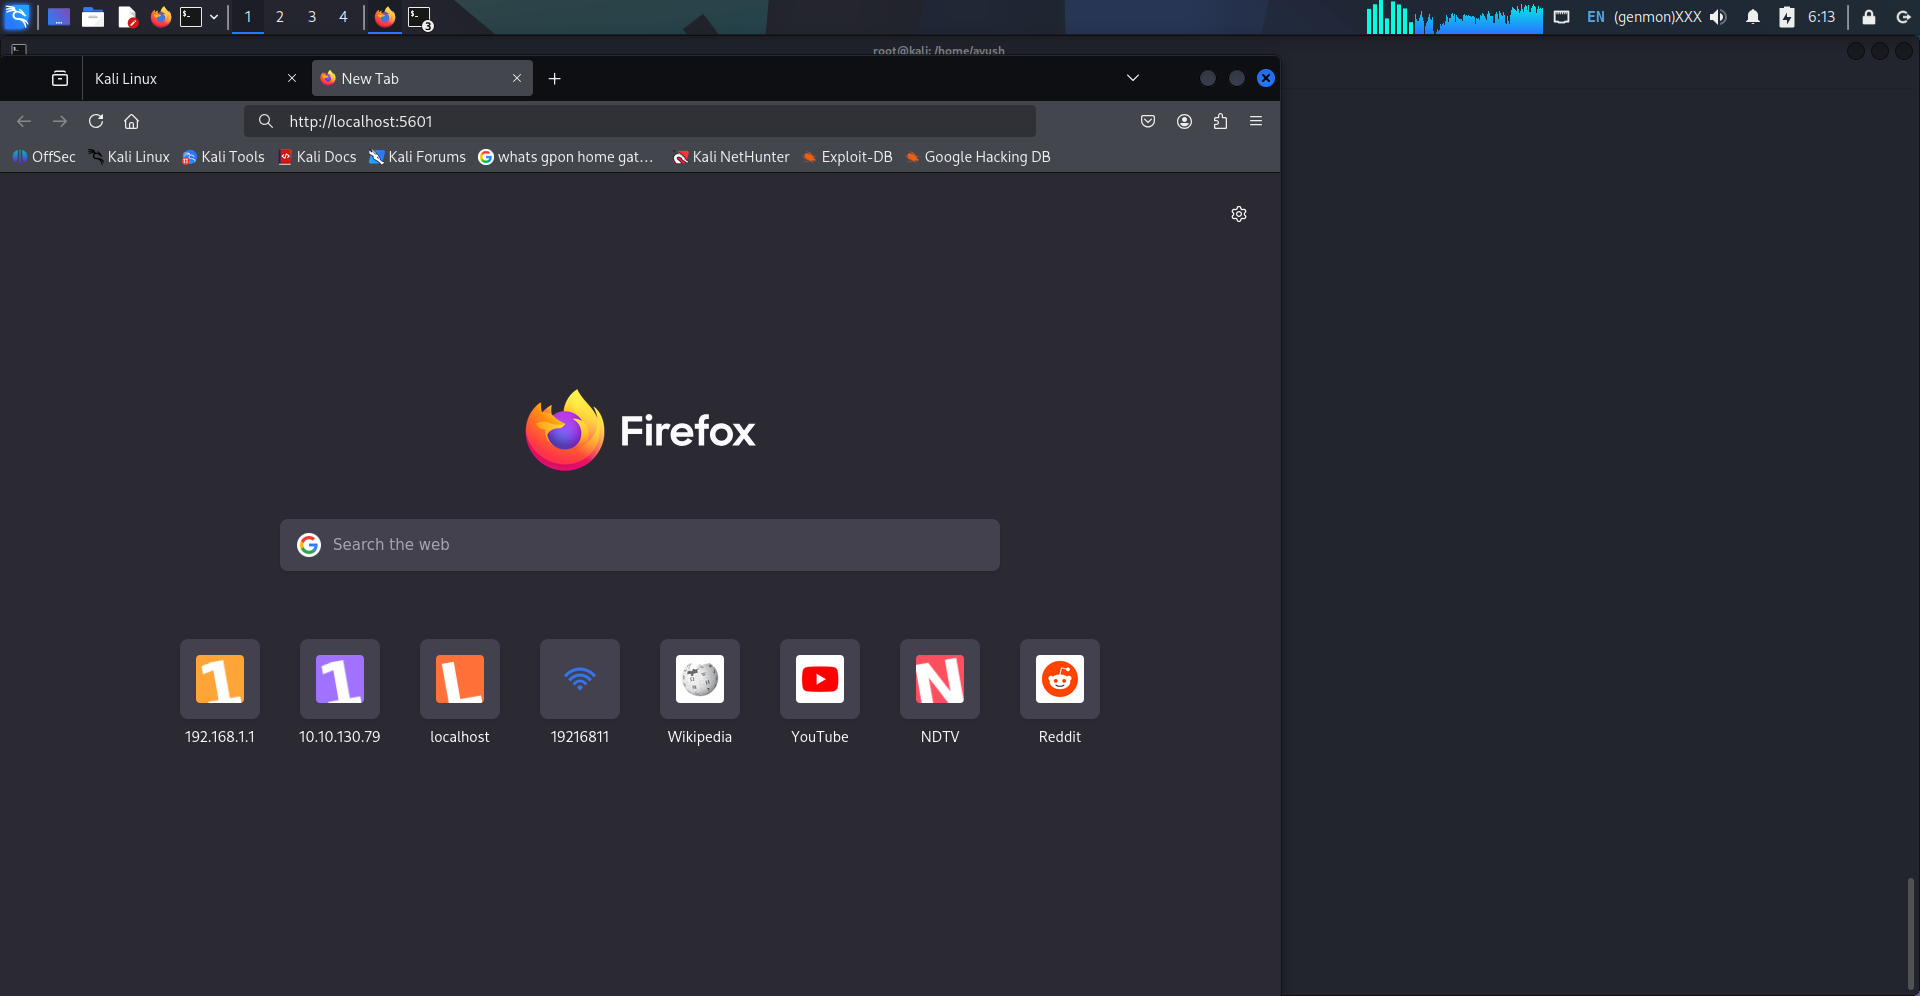 1 2 3 4 3 EN (genmon)XXX 6:13
root@kali: /home/ayush
Kali Linux New Tab
http://localhost:5601
OffSec Kali Linux Kali Tools Kali Docs Kali Forums whats gpon home gat… Kali NetHunter Exploit-DB Google Hacking DB
Firefox
Search the web
1 1 L N
192.168.1.1 10.10.130.79 localhost 19216811 Wikipedia YouTube NDTV Reddit